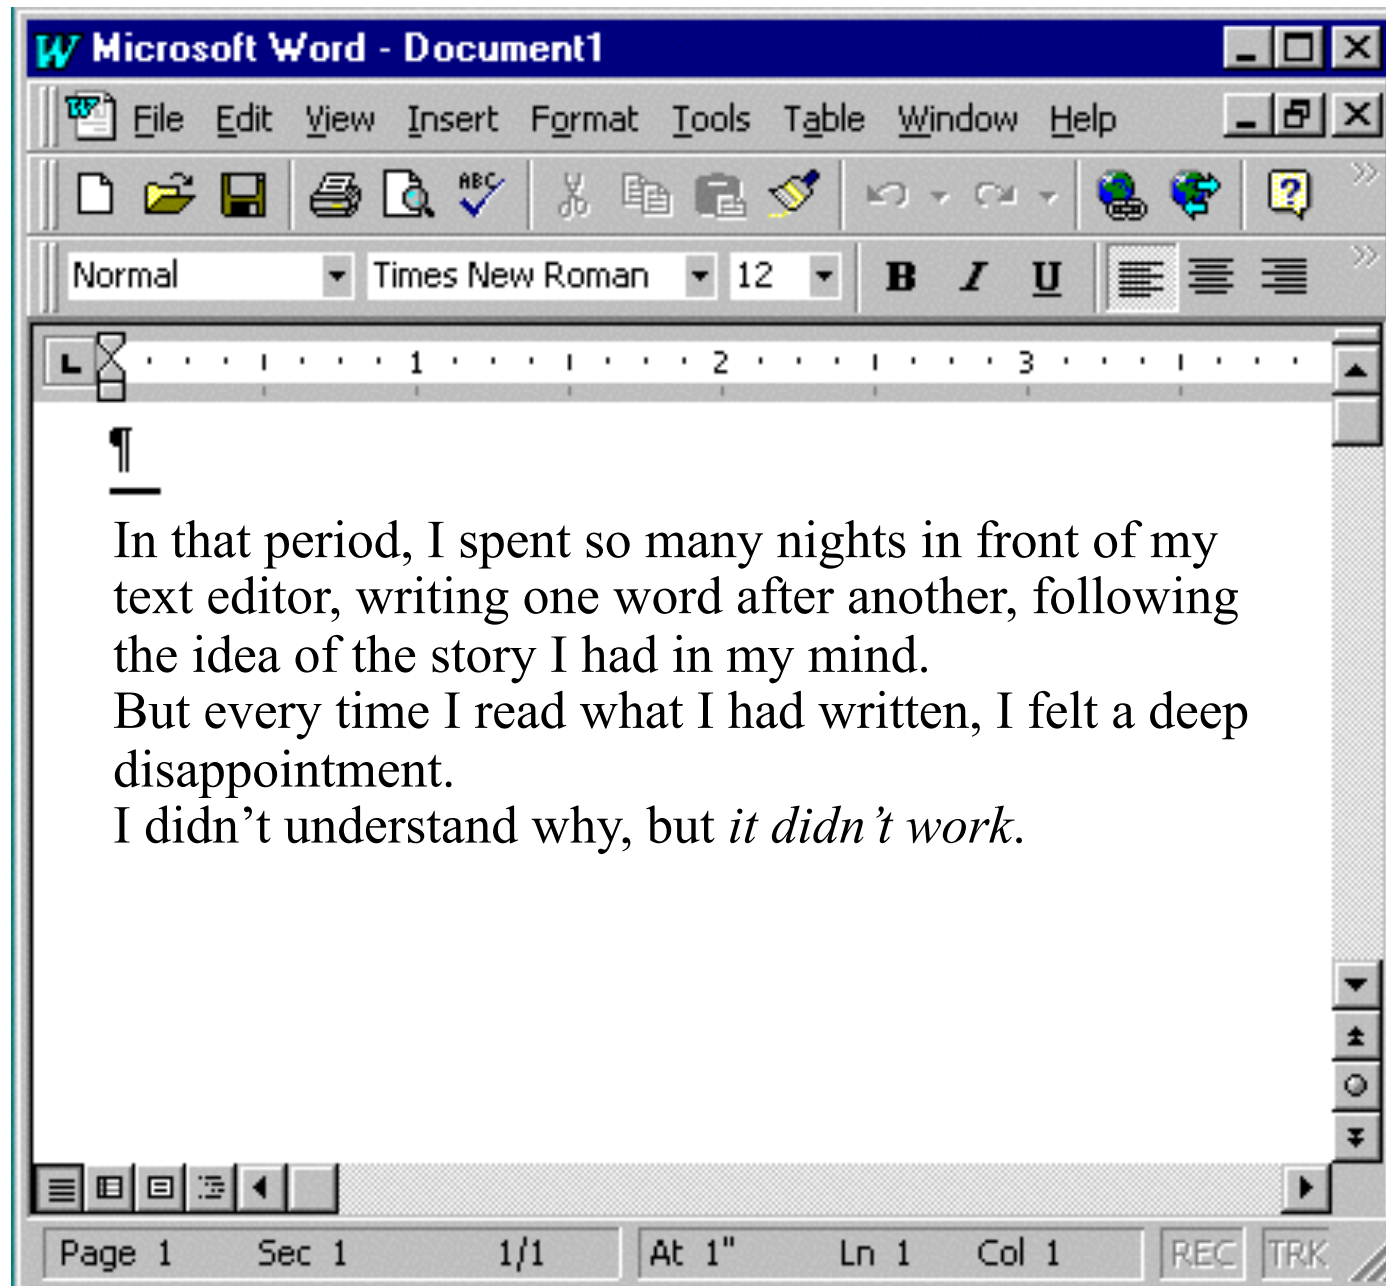 Microsoft Word - Document1
File Edit View Insert Format Tools Table Window Help
ABC
Normal Times New Roman 12 B I U
1 2 3
¶
In that period, I spent so many nights in front of my
text editor, writing one word after another, following
the idea of the story I had in my mind.
But every time I read what I had written, I felt a deep
disappointment.
I didn’t understand why, but it didn’t work.
Page 1 Sec 1 1/1 At 1" Ln 1 Col 1 REC TRK